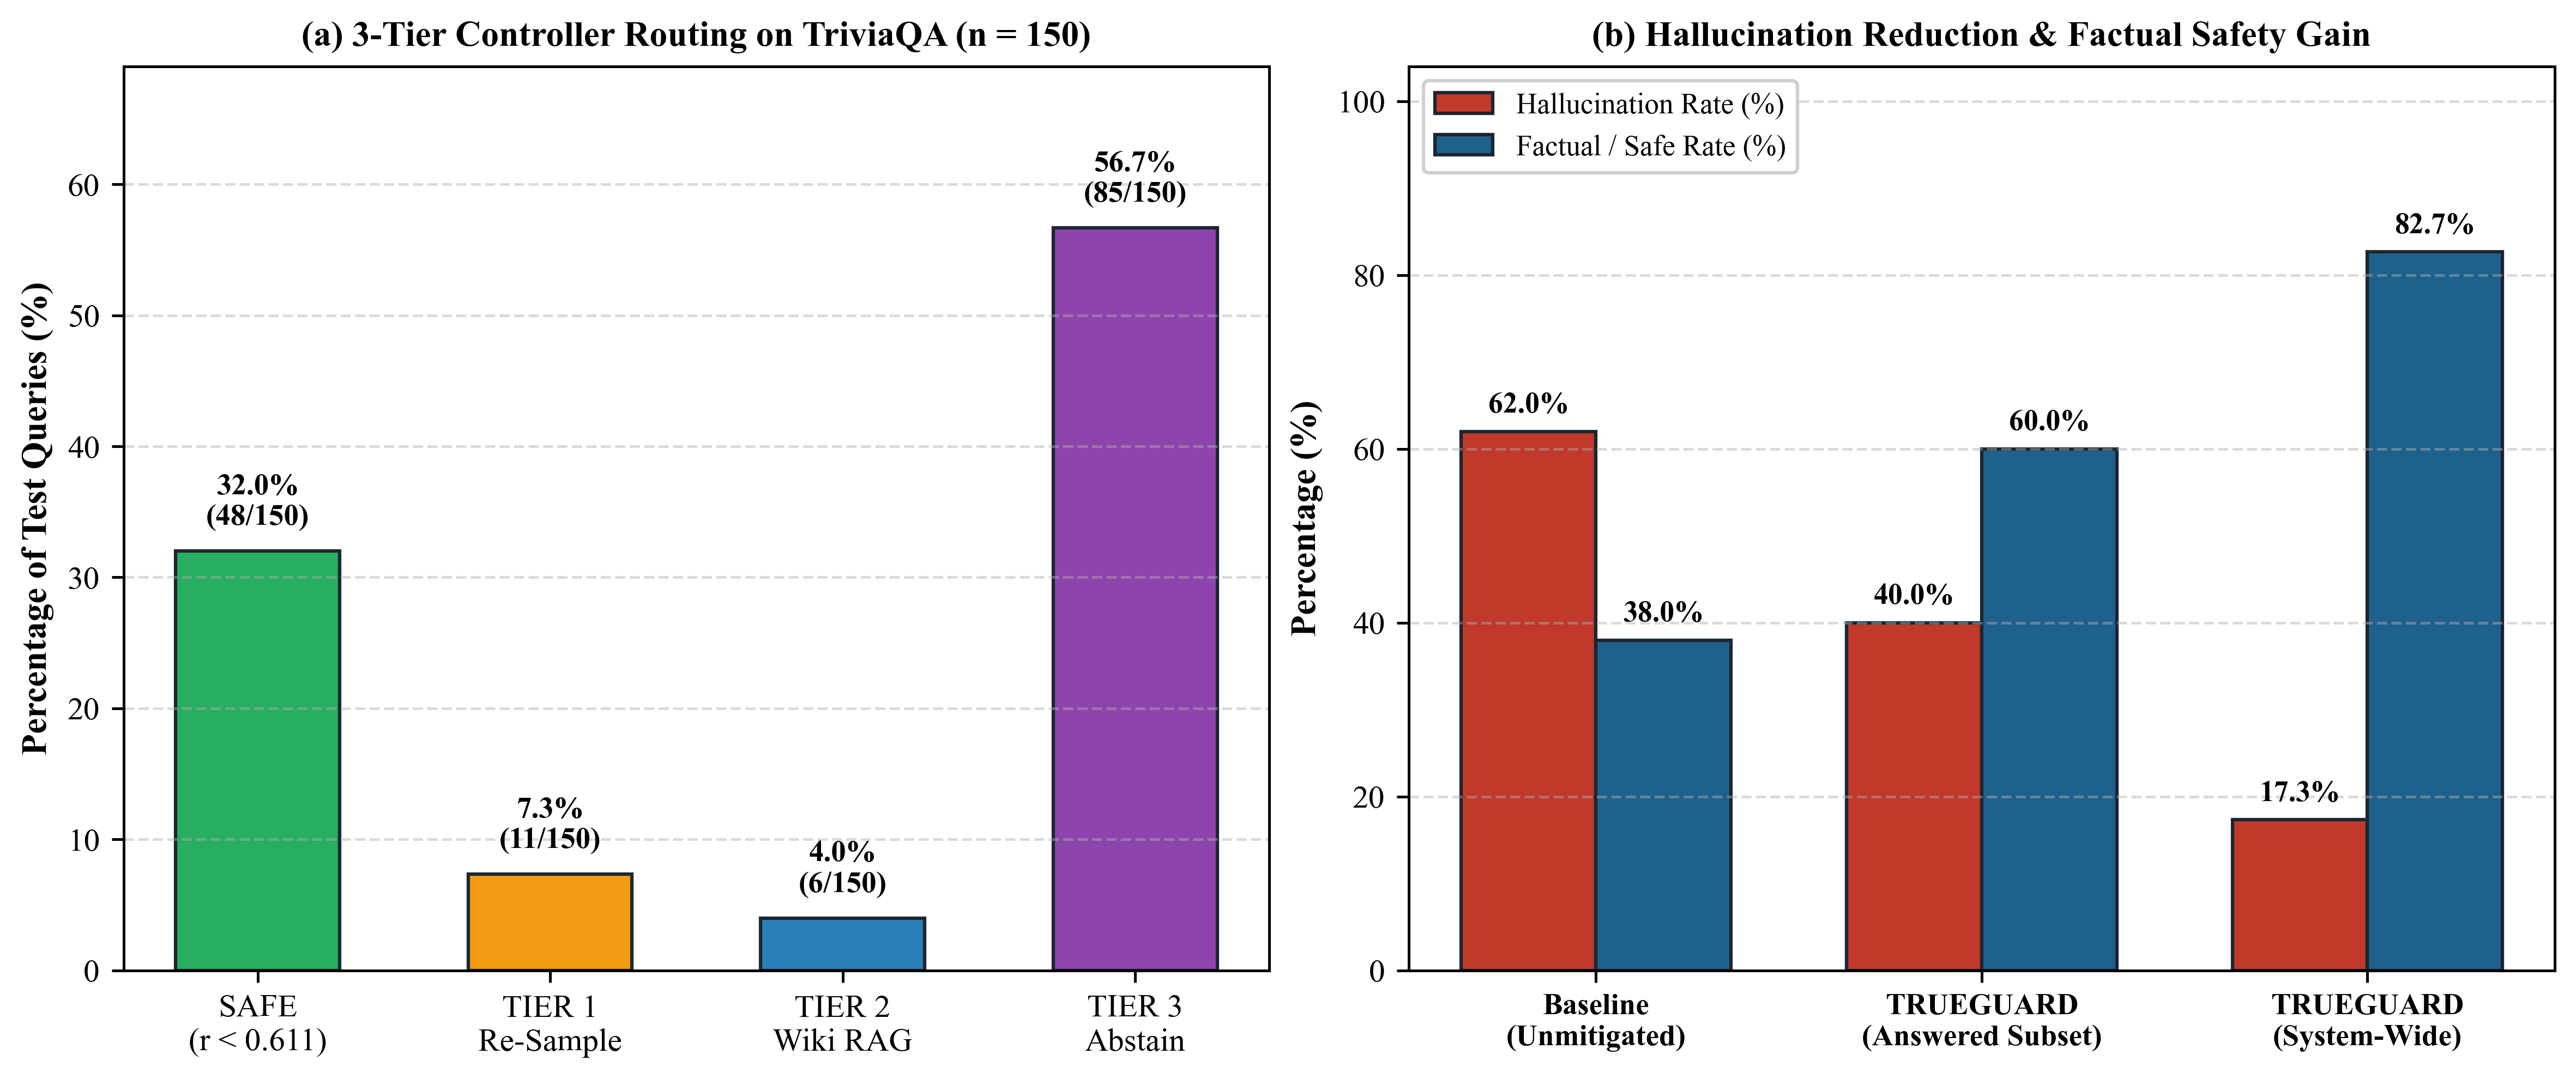 (a) 3-Tier Controller Routing on TriviaQA (n = 150)
Percentage of Test Queries (%)
60
50
40
30
20
10
0
32.0%
(48/150)
7.3%
(11/150)
4.0%
(6/150)
56.7%
(85/150)
SAFE
(r < 0.611)
TIER 1
Re-Sample
TIER 2
Wiki RAG
TIER 3
Abstain
(b) Hallucination Reduction & Factual Safety Gain
Hallucination Rate (%)
Factual / Safe Rate (%)
Percentage (%)
100
80
60
40
20
0
62.0%
38.0%
40.0%
60.0%
17.3%
82.7%
Baseline
(Unmitigated)
TRUEGUARD
(Answered Subset)
TRUEGUARD
(System-Wide)